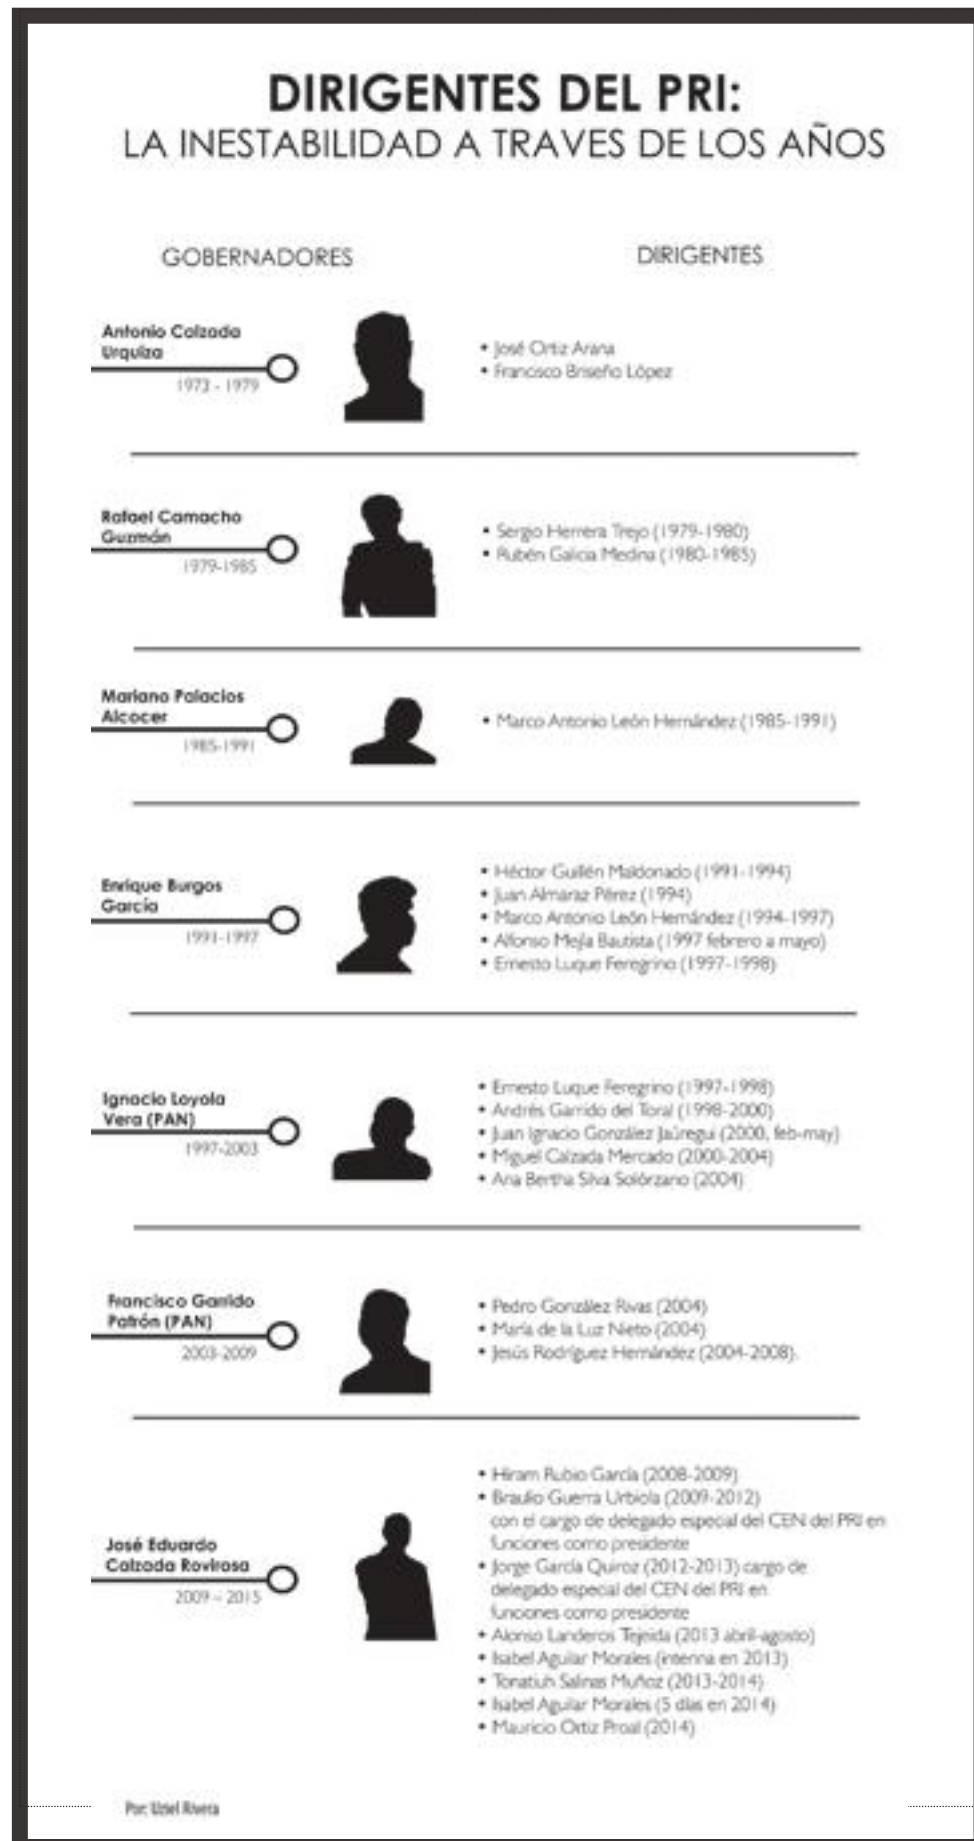 DIRIGENTES DEL PRI:
LA INESTABILIDAD A TRAVES DE LOS AÑOS
GOBERNADORES
DIRIGENTES
Antonio Calzada
Urquiza
1973 - 1979
• José Ortiz Arana
• Francisco Briseño López
Rafael Camacho
Guzmán
1979-1985
• Sergio Herrera Trejo (1979-1980)
• Rubén Galicia Medina (1980-1985)
Mariano Palacios
Alcocer
1985-1991
• Marco Antonio León Hernández (1985-1991)
Enrique Burgos
García
1991-1997
• Héctor Guillén Maldonado (1991-1994)
• Juan Almaraz Pérez (1994)
• Marco Antonio León Hernández (1994-1997)
• Alfonso Mejía Bautista (1997 febrero a mayo)
• Ernesto Luque Feregrino (1997-1998)
Ignacio Loyola
Vera (PAN)
1997-2003
• Ernesto Luque Feregrino (1997-1998)
• Andrés Garrido del Toral (1998-2000)
• Juan Ignacio González Jaúregui (2000, feb-may)
• Miguel Calzada Mercado (2000-2004)
• Ana Bertha Silva Solórzano (2004)
Francisco Garrido
Patrón (PAN)
2003-2009
• Pedro González Rivas (2004)
• María de la Luz Nieto (2004)
• Jesús Rodríguez Hernández (2004-2008).
José Eduardo
Calzada Rovirosa
2009 – 2015
• Hiram Rubio García (2008-2009)
• Braulio Guerra Urbiola (2009-2012)
con el cargo de delegado especial del CEN del PRI en
funciones como presidente
• Jorge García Quiroz (2012-2013) cargo de
delegado especial del CEN del PRI en
funciones como presidente
• Alonso Landeros Tejeida (2013 abril-agosto)
• Isabel Aguilar Morales (interina en 2013)
• Tonatiuh Salinas Muñoz (2013-2014)
• Isabel Aguilar Morales (5 días en 2014)
• Mauricio Ortiz Proal (2014)
Por: Uziel Rivera